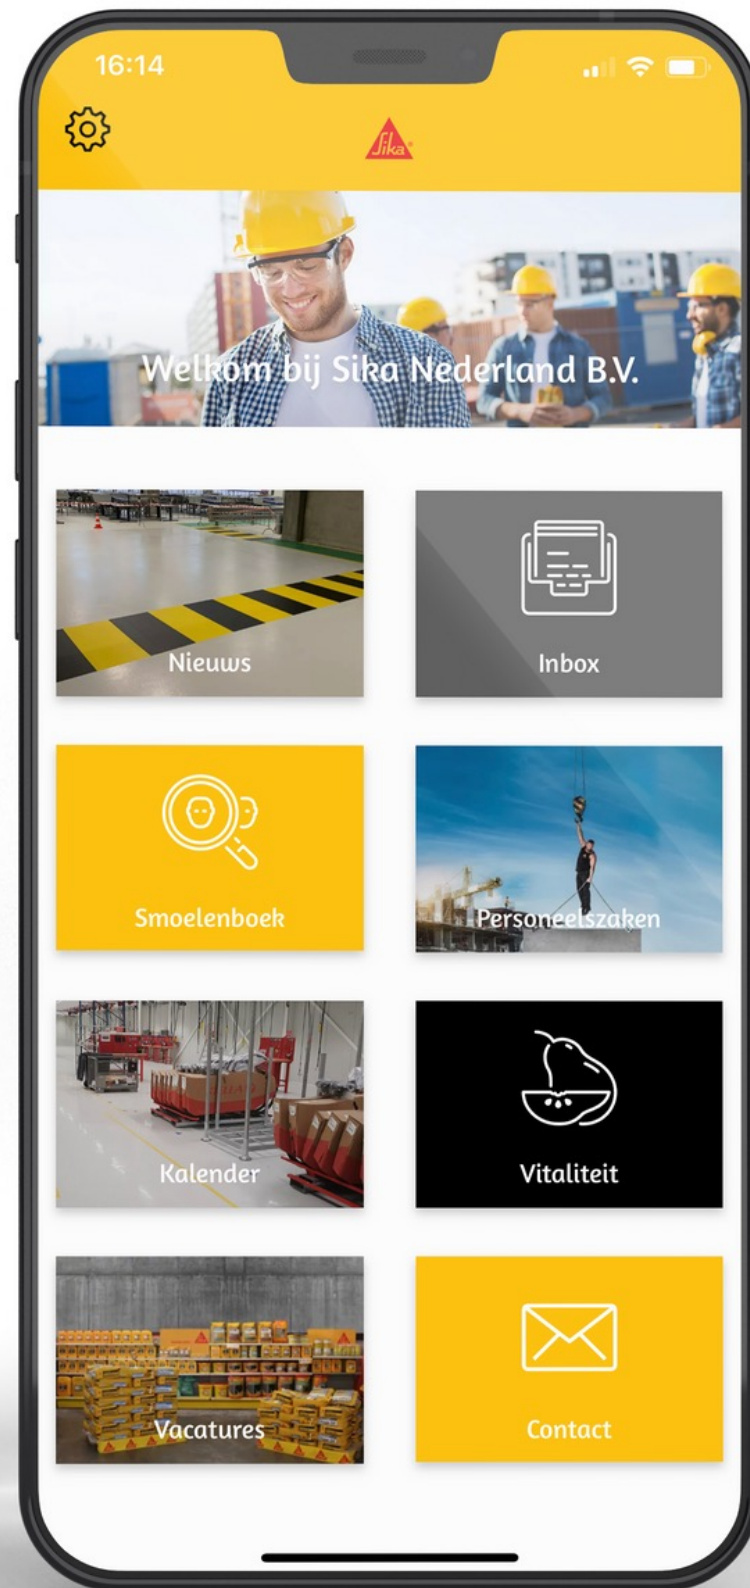 16:14
Sika
Welkom bij Sika Nederland B.V.
Nieuws
Inbox
Smoelenboek
Personeelszaken
Kalender
Vitaliteit
Vacatures
Contact